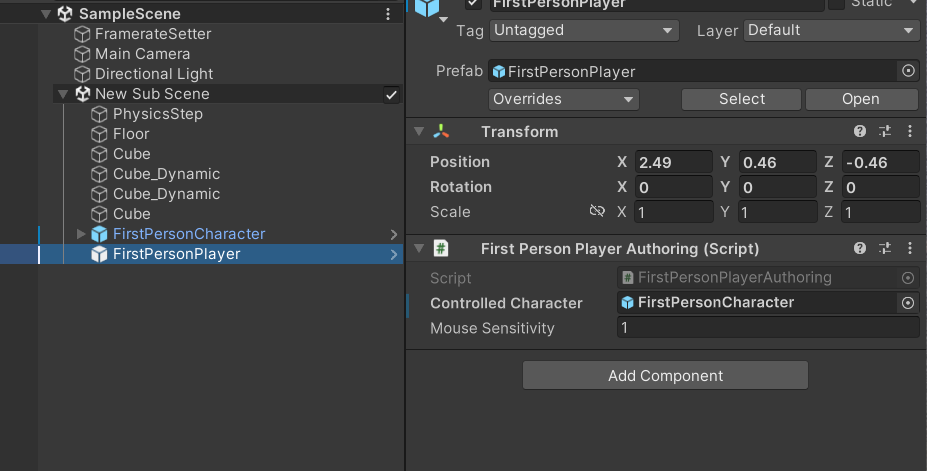 SampleScene
FramerateSetter
Main Camera
Directional Light
New Sub Scene
PhysicsStep
Floor
Cube
Cube_Dynamic
Cube_Dynamic
Cube
FirstPersonCharacter
FirstPersonPlayer
FirstPersonPlayer Static
Tag Untagged Layer Default
Prefab FirstPersonPlayer
Overrides Select Open
Transform
Position X 2.49 Y 0.46 Z -0.46
Rotation X 0 Y 0 Z 0
Scale X 1 Y 1 Z 1
# First Person Player Authoring (Script)
Script # FirstPersonPlayerAuthoring
Controlled Character FirstPersonCharacter
Mouse Sensitivity 1
Add Component